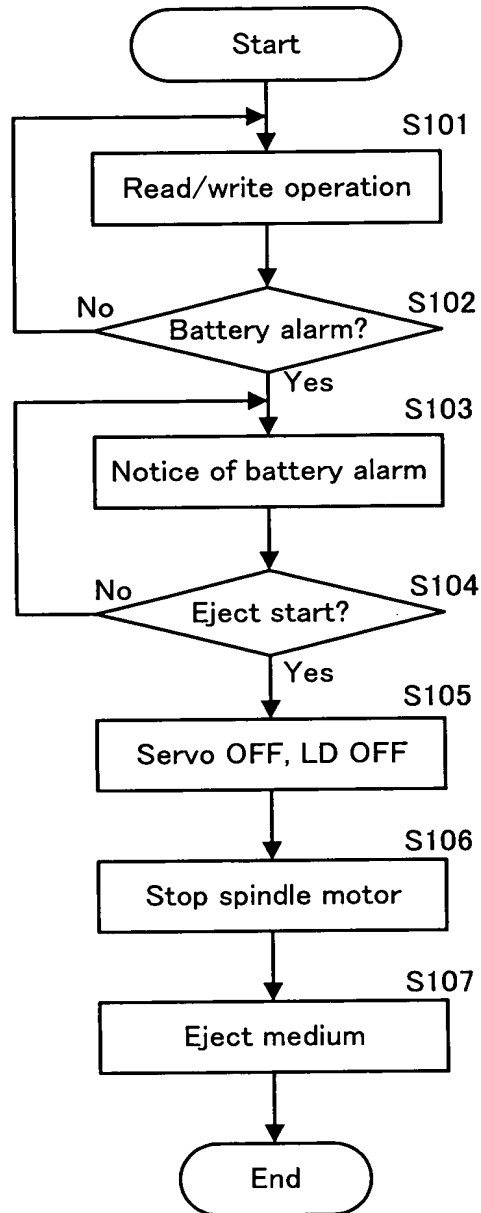 Start
S101
Read/write operation
No
S102
Battery alarm?
Yes
S103
Notice of battery alarm
No
S104
Eject start?
Yes
S105
Servo OFF, LD OFF
S106
Stop spindle motor
S107
Eject medium
End